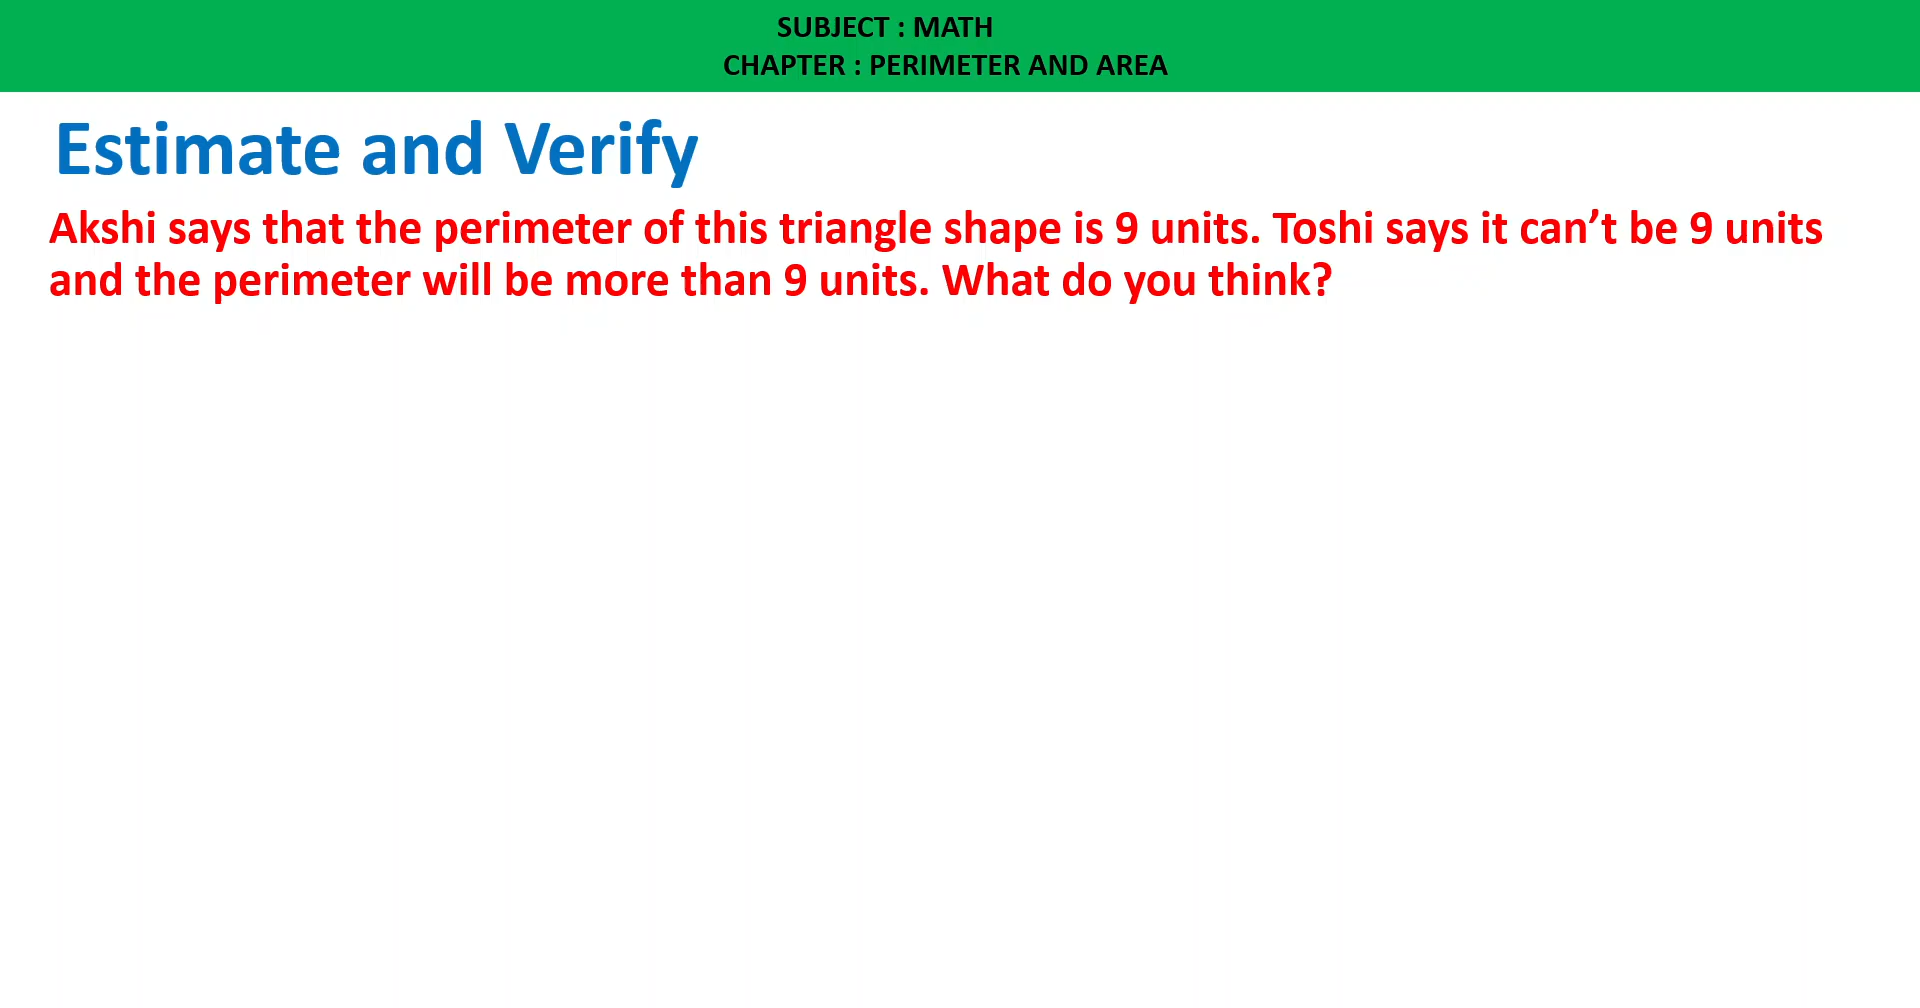 SUBJECT : MATH
CHAPTER : PERIMETER AND AREA
Estimate and Verify
Akshi says that the perimeter of this triangle shape is 9 units. Toshi says it can’t be 9 units
and the perimeter will be more than 9 units. What do you think?